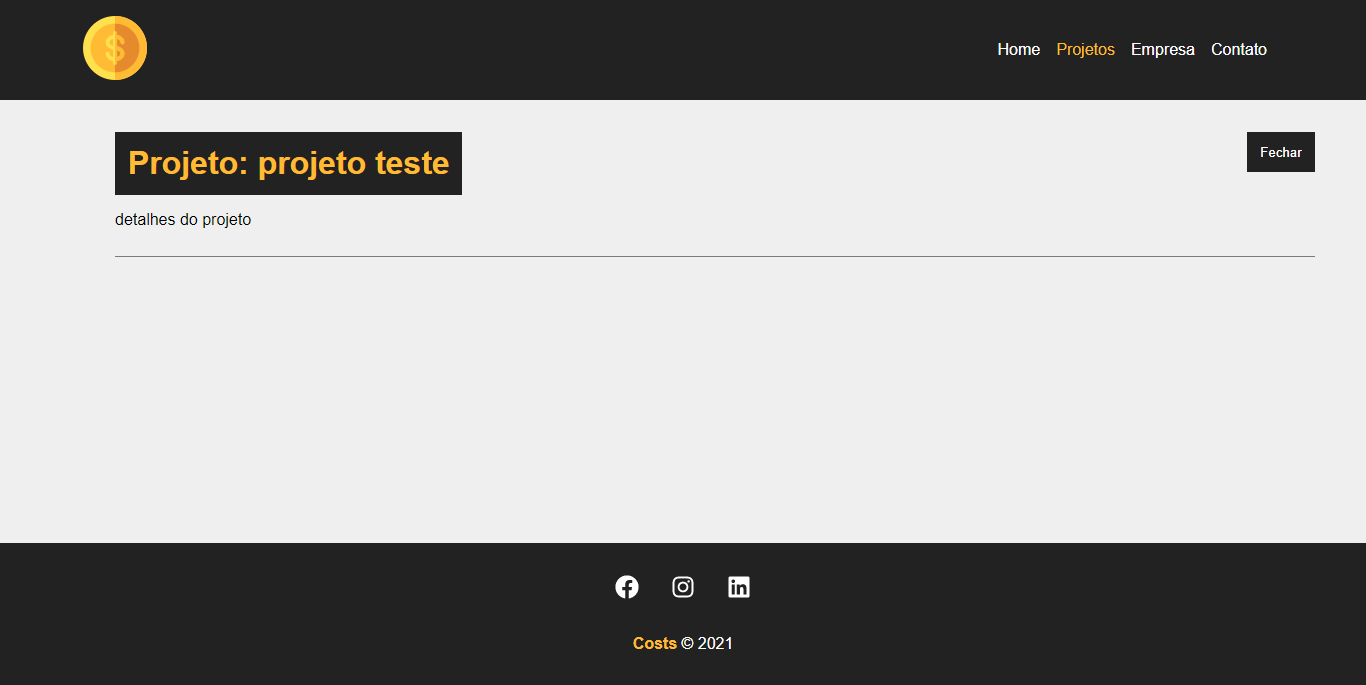 $
Home Projetos Empresa Contato
Projeto: projeto teste
Fechar
detalhes do projeto
Costs © 2021